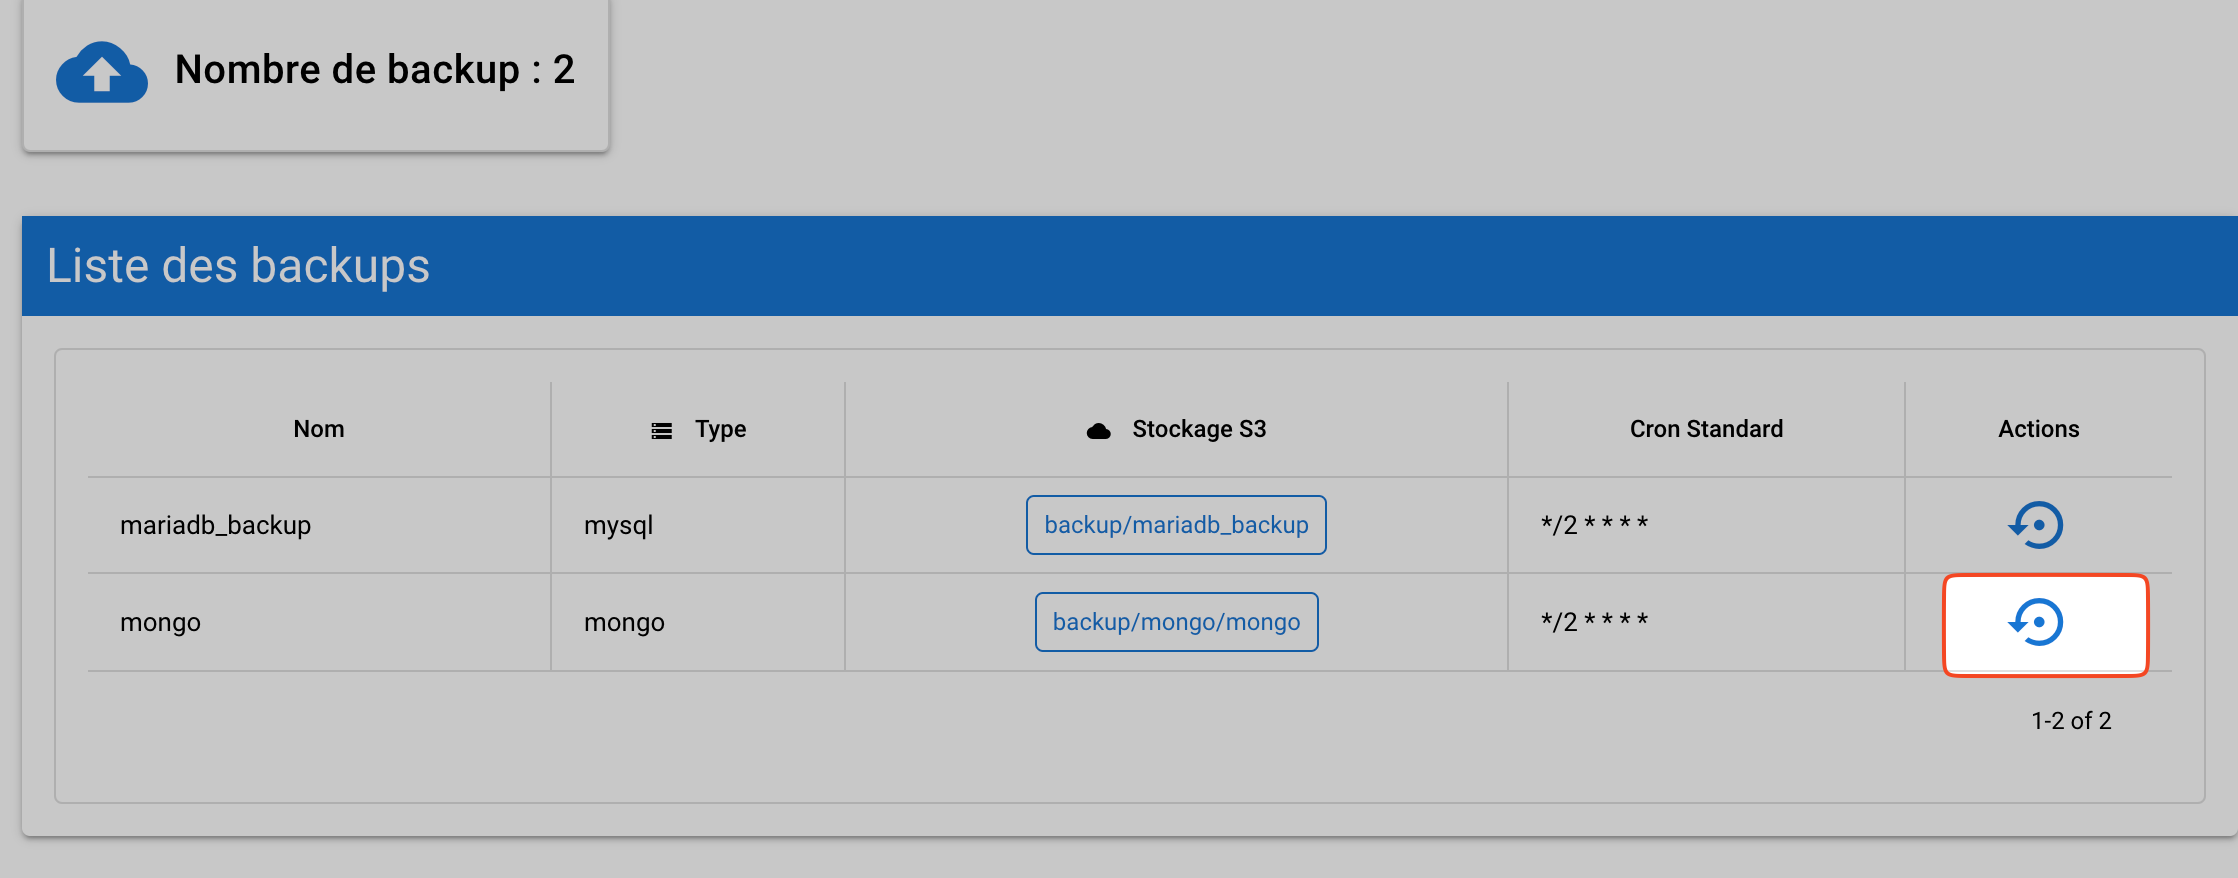 Nombre de backup : 2
Liste des backups
Nom Type Stockage S3 Cron Standard Actions
mariadb_backup mysql backup/mariadb_backup */2 * * * *
mongo mongo backup/mongo/mongo */2 * * * *
1-2 of 2